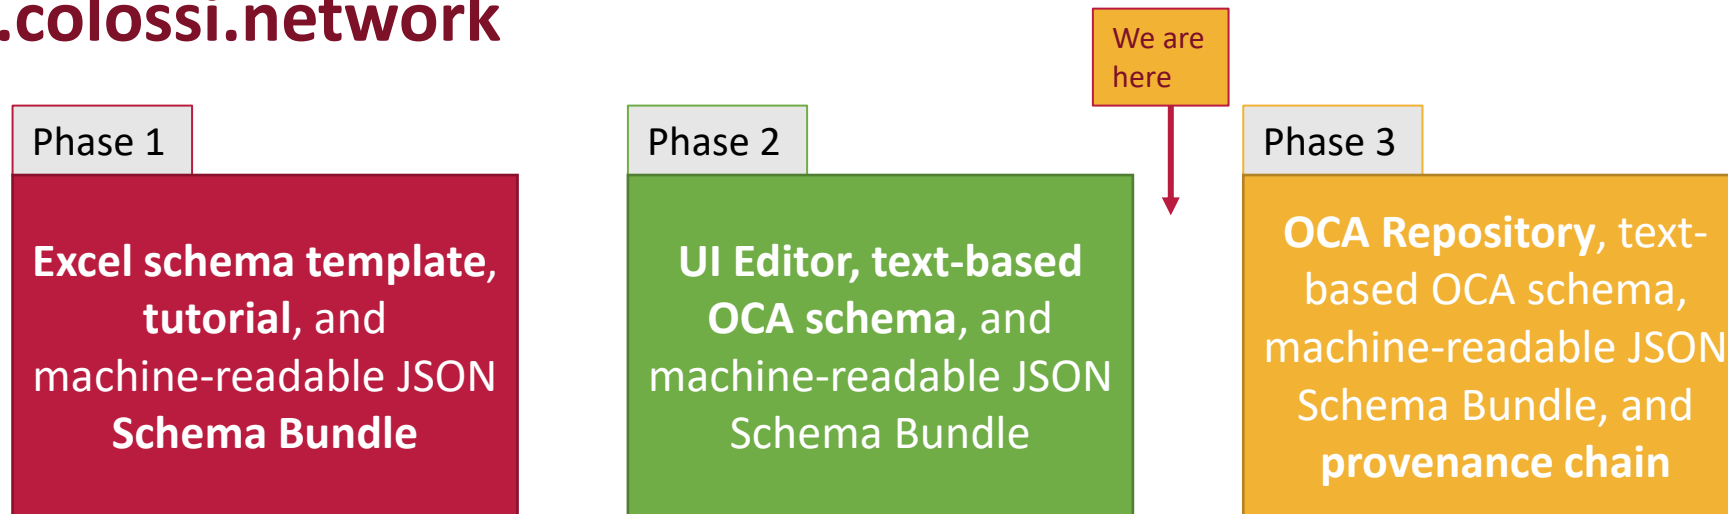 .colossi.network
We are
here
Phase 1
Excel schema template,
tutorial, and
machine-readable JSON
Schema Bundle
Phase 2
UI Editor, text-based
OCA schema, and
machine-readable JSON
Schema Bundle
Phase 3
OCA Repository, text-
based OCA schema,
machine-readable JSON
Schema Bundle, and
provenance chain